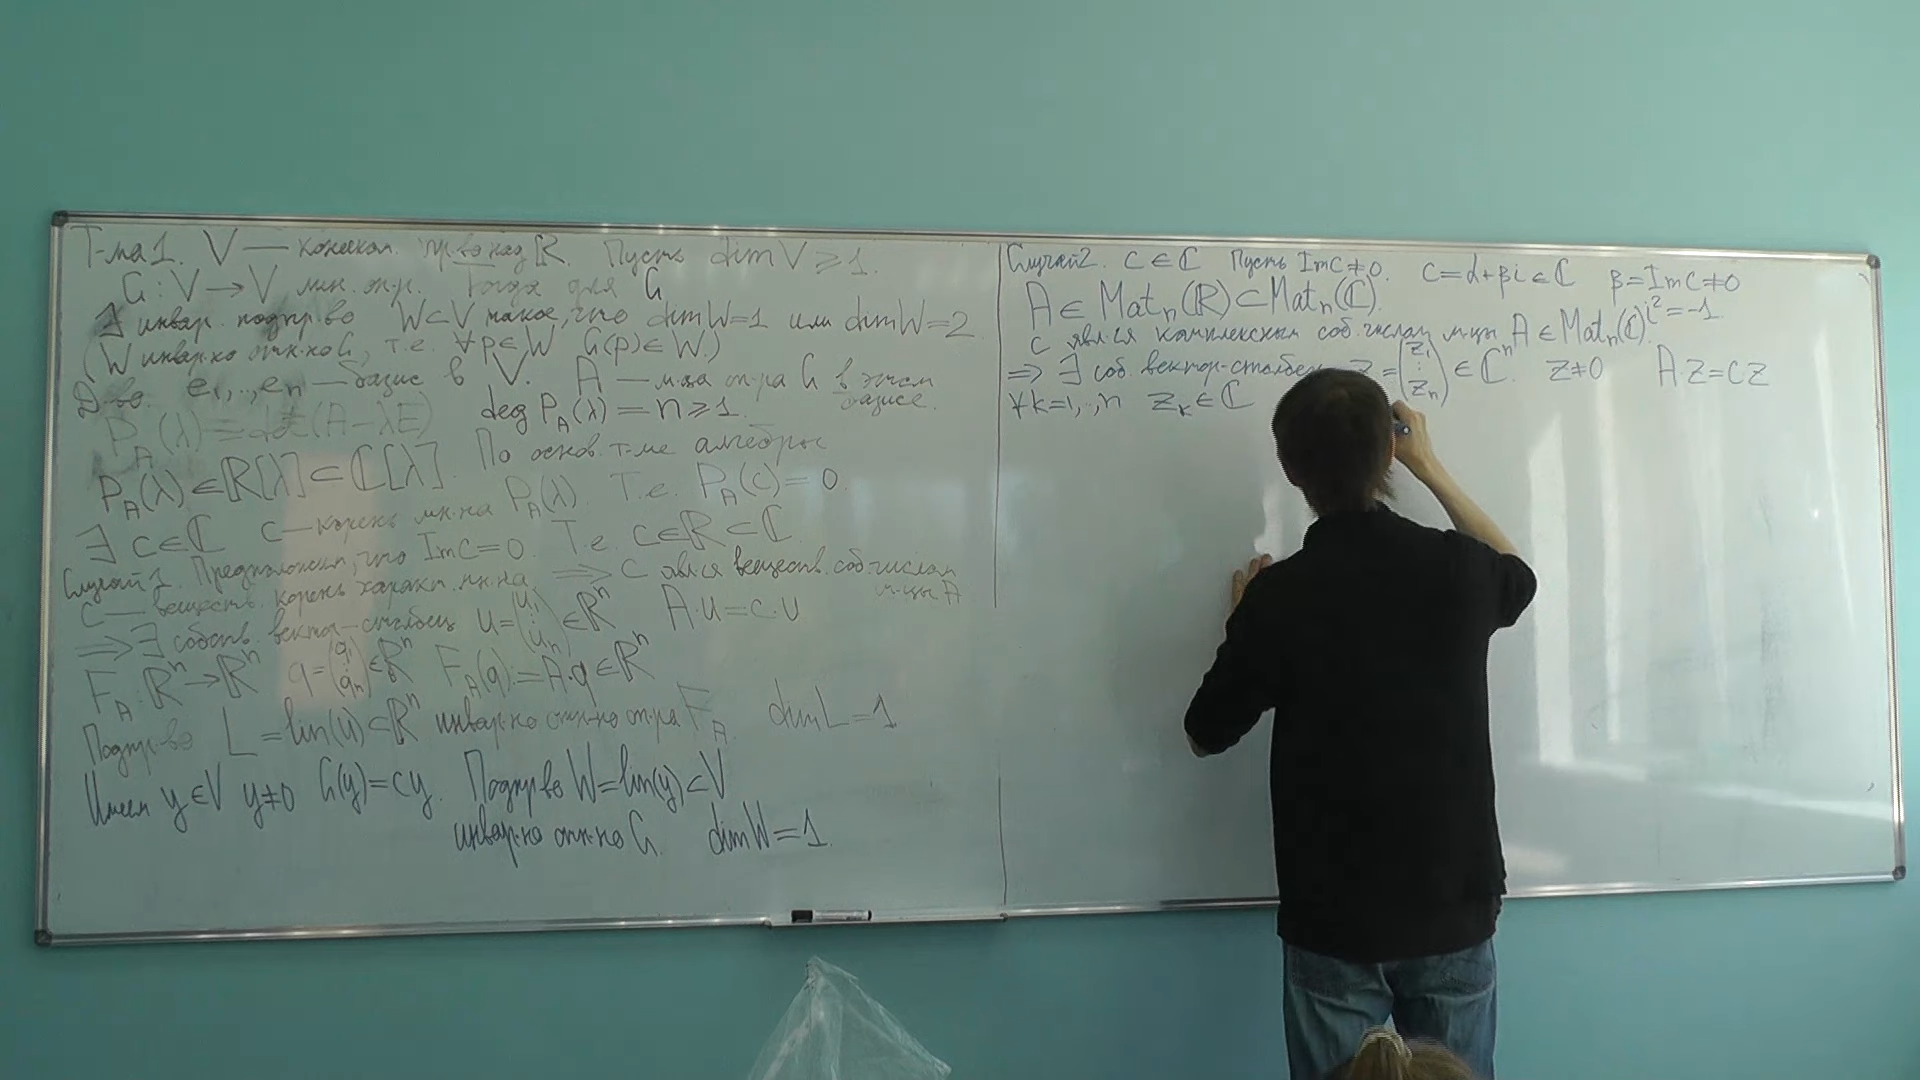 Т-ма 1. V — конечном. пр-во над ℝ. Пусть dim V ⩾ 1.
G : V → V лин. оп-р. Тогда для G
∃ инвар. подпр-во W ⊂ V такое, что dim W = 1 или dim W = 2
(W инвар-но отн-но G, т.е. ∀ p ∈ W G(p) ∈ W.)
Д-во. e₁,..,eₙ — базис в V. A — м-ца оп-ра G в этом базисе.
P_A(λ) = det(A − λE) deg P_A(λ) = n ⩾ 1.
P_A(λ) ∈ ℝ[λ] ⊂ ℂ[λ]. По основ. т-ме алгебры
∃ c ∈ ℂ c — корень мн-на P_A(λ) Т.е. P_A(c) = 0.
Случай 1. Предположим, что Im c = 0. Т.е. c ∈ ℝ ⊂ ℂ.
c — веществ. корень характ. мн-на ⟹ c явл-ся веществ. соб. числом м-цы A
⟹ ∃ собств. вектор-столбец u = (u₁ ⋮ uₙ) ∈ ℝⁿ A·u = c·u
F_A : ℝⁿ → ℝⁿ q = (q₁ ⋮ qₙ) ∈ ℝⁿ F_A(q) := A·q ∈ ℝⁿ
Подпр-во L = lin(u) ⊂ ℝⁿ инвар-но отн-но оп-ра F_A. dim L = 1
Имеем y ∈ V y ≠ 0 G(y) = cy. Подпр-во W = lin(y) ⊂ V
инвар-но отн-но G. dim W = 1.
Случай 2. c ∈ ℂ Пусть Im c ≠ 0. c = α + βi ∈ ℂ β = Im c ≠ 0
A ∈ Matₙ(ℝ) ⊂ Matₙ(ℂ). i² = −1.
c явл-ся комплексным соб. числом м-цы A ∈ Matₙ(ℂ).
⟹ ∃ соб. вектор-столбец z = (z₁ ⋮ zₙ) ∈ ℂⁿ. z ≠ 0 A·z = cz
∀ k = 1,..,n zₖ ∈ ℂ